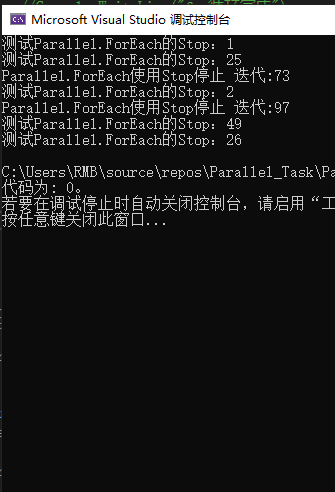 Microsoft Visual Studio 调试控制台
测试Parallel.ForEach的Stop: 1
测试Parallel.ForEach的Stop: 25
Parallel.ForEach使用Stop停止 迭代:73
测试Parallel.ForEach的Stop: 2
Parallel.ForEach使用Stop停止 迭代:97
测试Parallel.ForEach的Stop: 49
测试Parallel.ForEach的Stop: 26
C:\Users\RMB\source\repos\Parallel_Task\Pa
代码为: 0。
若要在调试停止时自动关闭控制台，请启用“工
按任意键关闭此窗口...